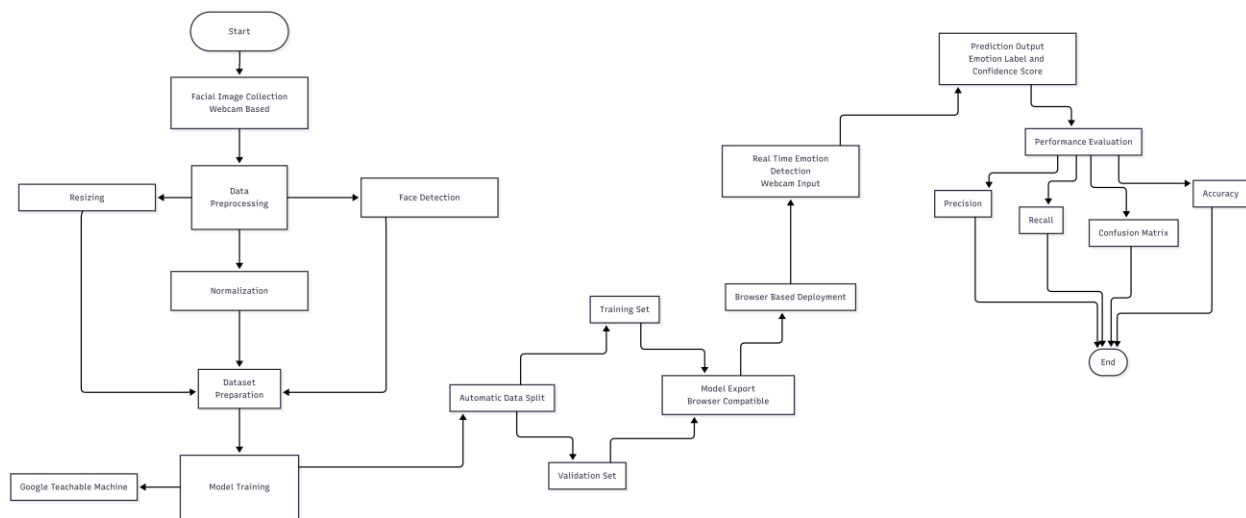 Start
Facial Image Collection
Webcam Based
Data
Preprocessing
Resizing
Face Detection
Normalization
Dataset
Preparation
Model Training
Google Teachable Machine
Automatic Data Split
Training Set
Validation Set
Model Export
Browser Compatible
Browser Based Deployment
Real Time Emotion
Detection
Webcam Input
Prediction Output
Emotion Label and
Confidence Score
Performance Evaluation
Precision
Recall
Confusion Matrix
Accuracy
End